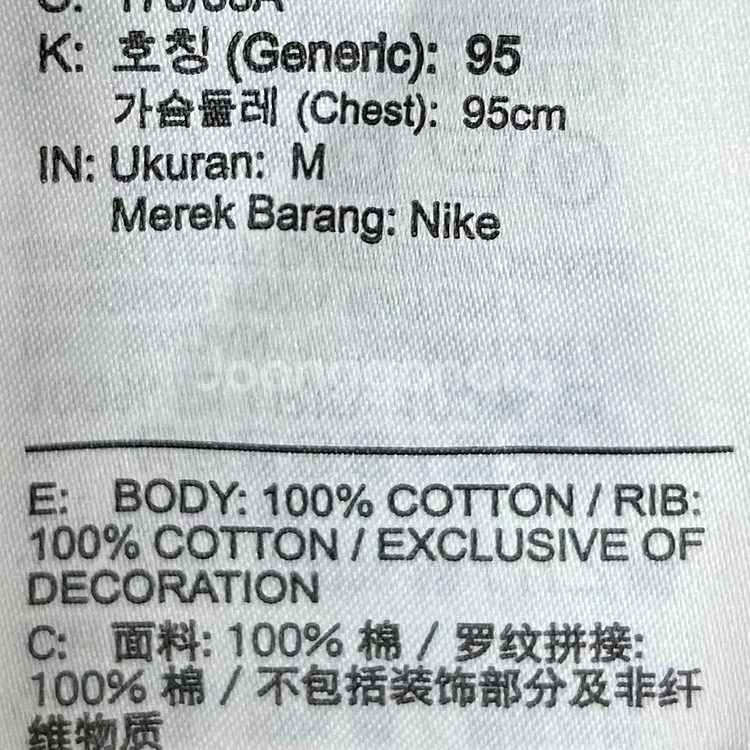 K: 호칭 (Generic): 95
가슴둘레 (Chest): 95cm
IN: Ukuran: M
Merek Barang: Nike
E: BODY: 100% COTTON / RIB:
100% COTTON / EXCLUSIVE OF
DECORATION
C: 面料: 100% 棉 / 罗纹拼接:
100% 棉 / 不包括装饰部分及非纤
维物质